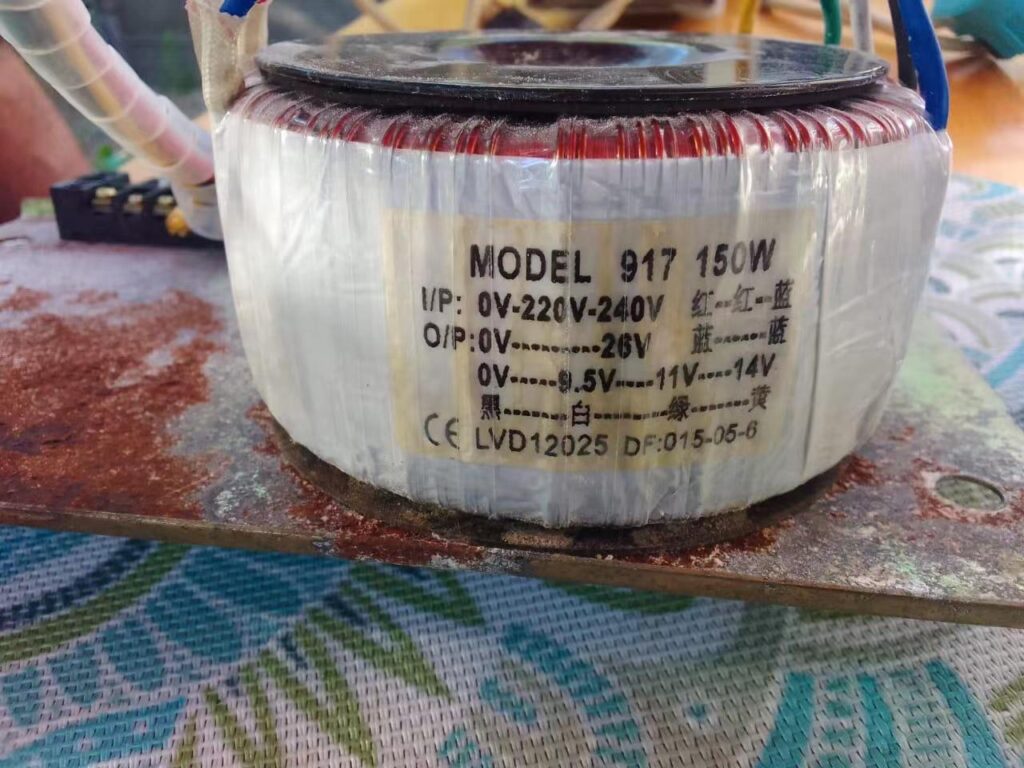 MODEL 917 150W
I/P: 0V-220V-240V 红--红--蓝
O/P:0V---------26V 蓝------蓝
0V-----9.5V----11V----14V
黑-------白-------绿-------黄
CE LVD12025 DF:015-05-6